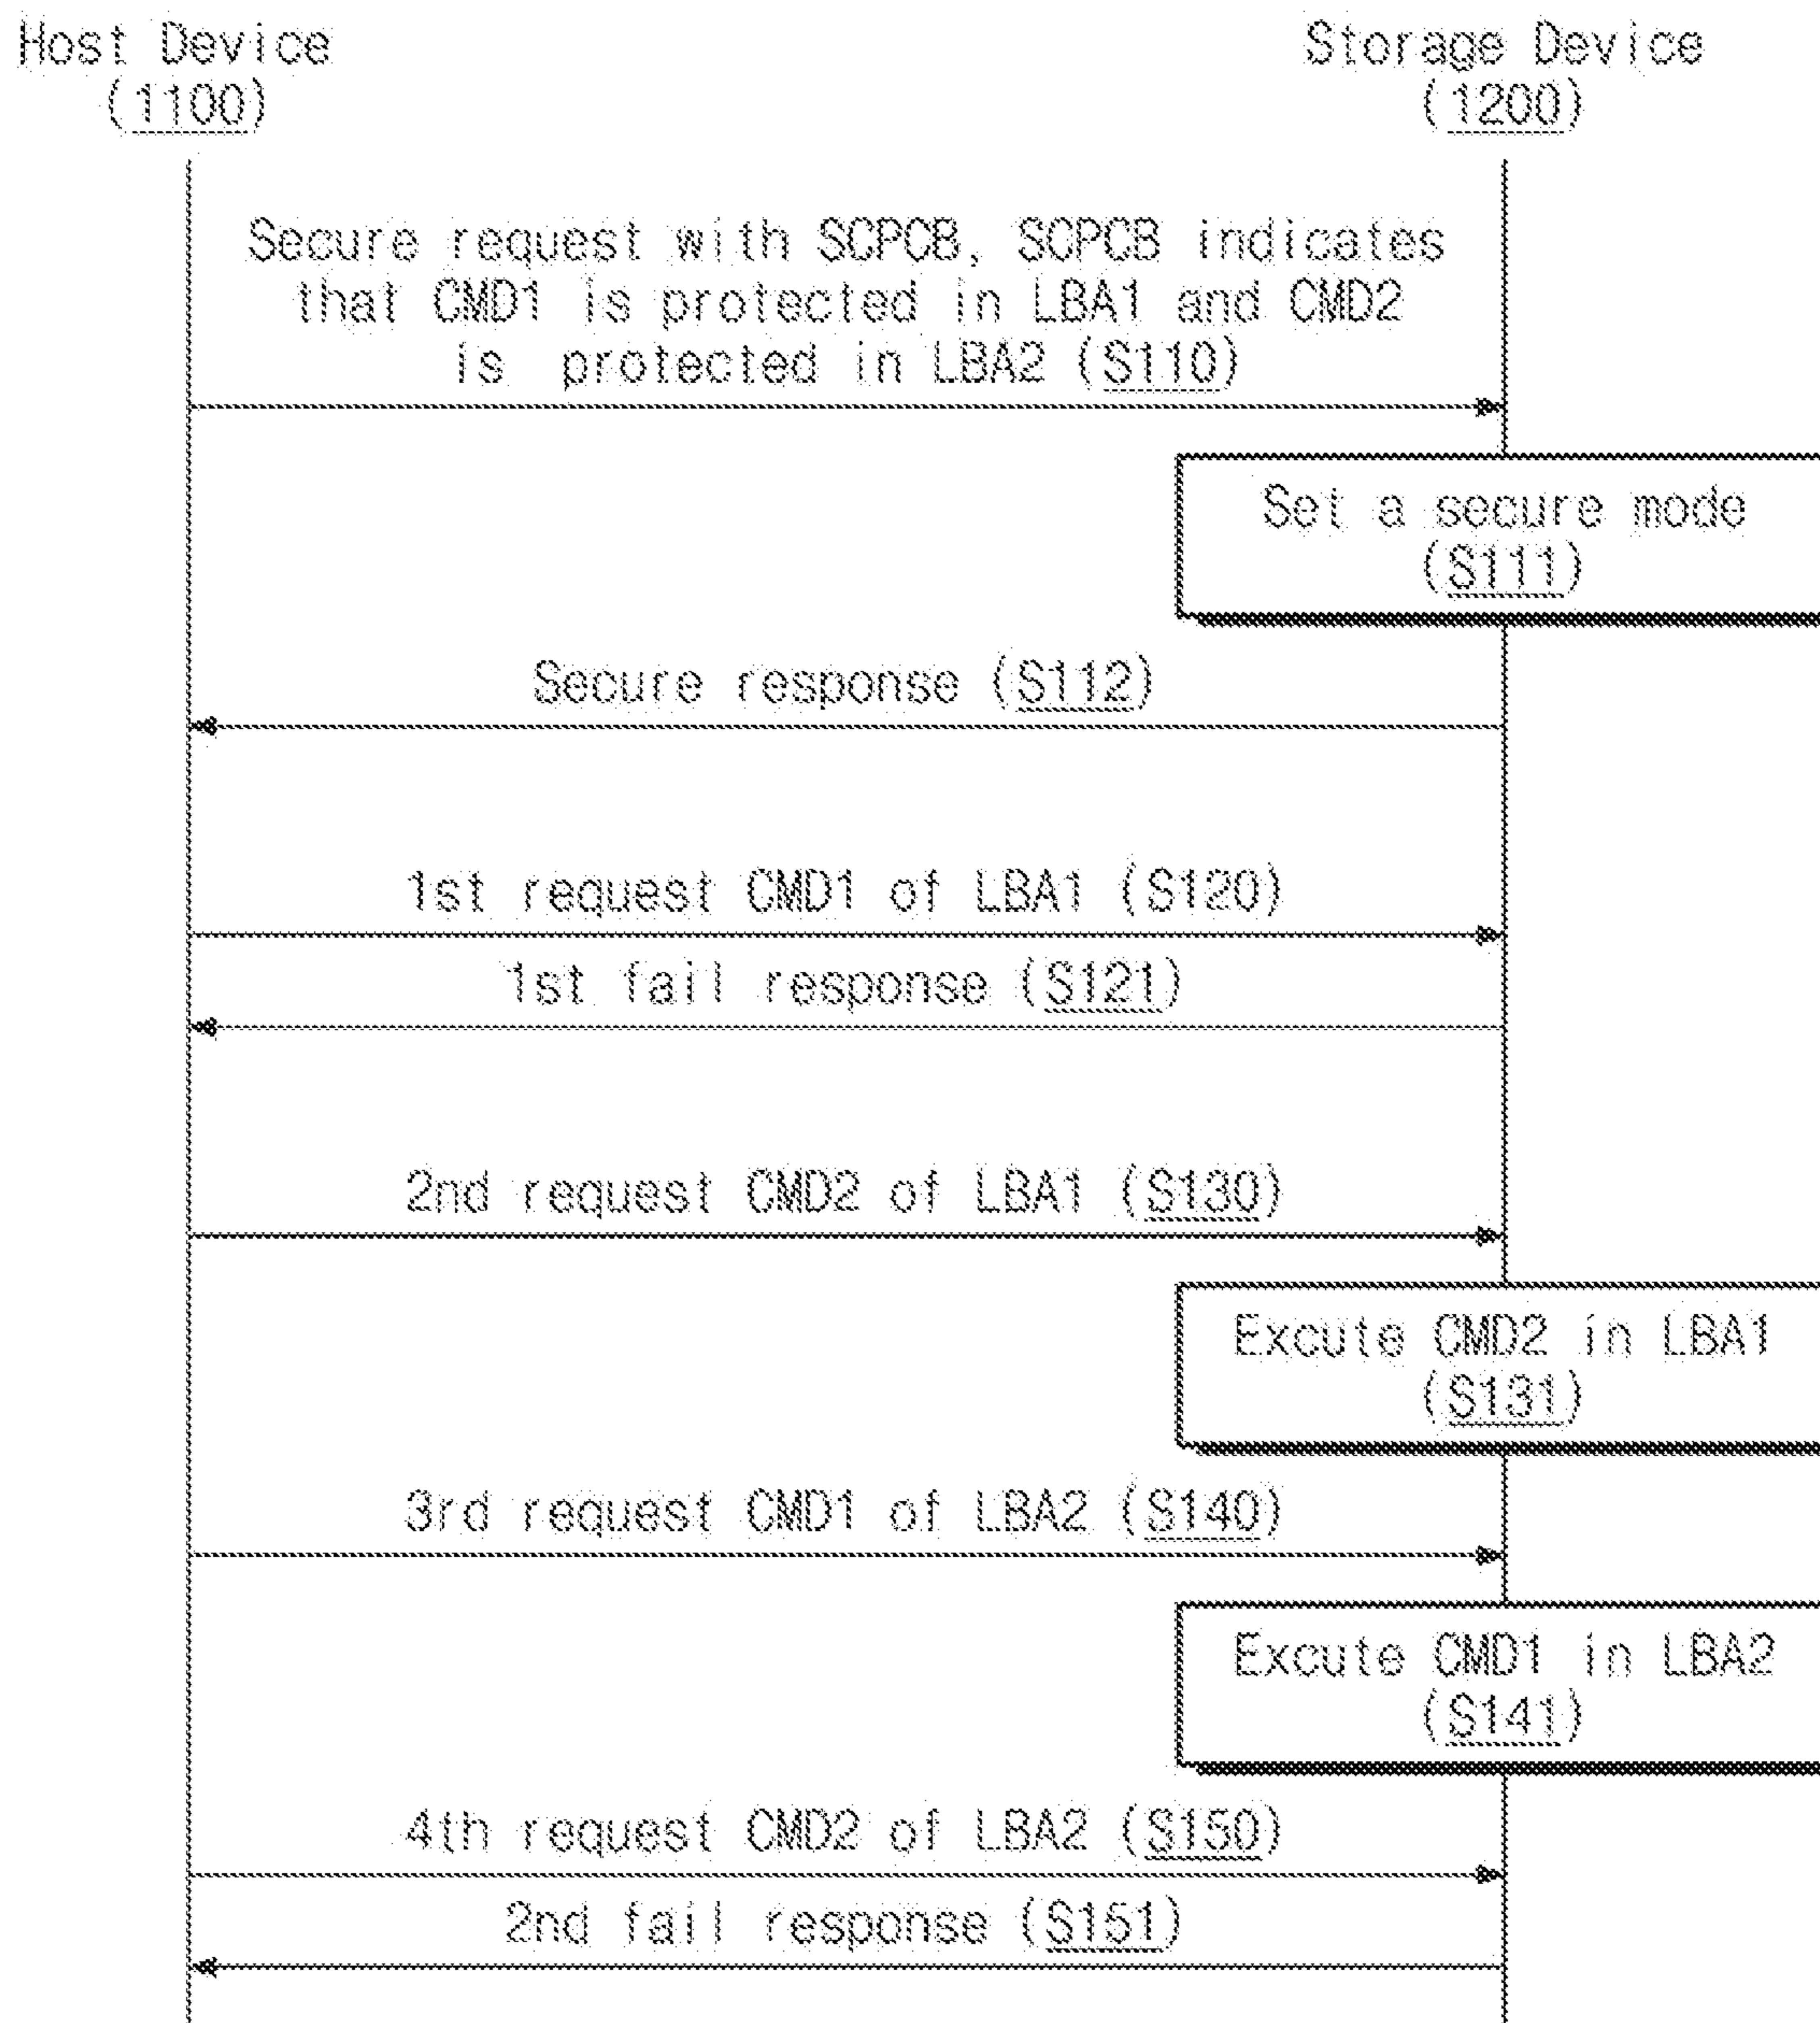 Host Device
(1100)
Storage Device
(1200)
Secure request with SCPCB, SCPCB indicates
that CMD1 is protected in LBA1 and CMD2
is protected in LBA2 (S110)
Set a secure mode
(S111)
Secure response (S112)
1st request CMD1 of LBA1 (S120)
1st fail response (S121)
2nd request CMD2 of LBA1 (S130)
Excute CMD2 in LBA1
(S131)
3rd request CMD1 of LBA2 (S140)
Excute CMD1 in LBA2
(S141)
4th request CMD2 of LBA2 (S150)
2nd fail response (S151)